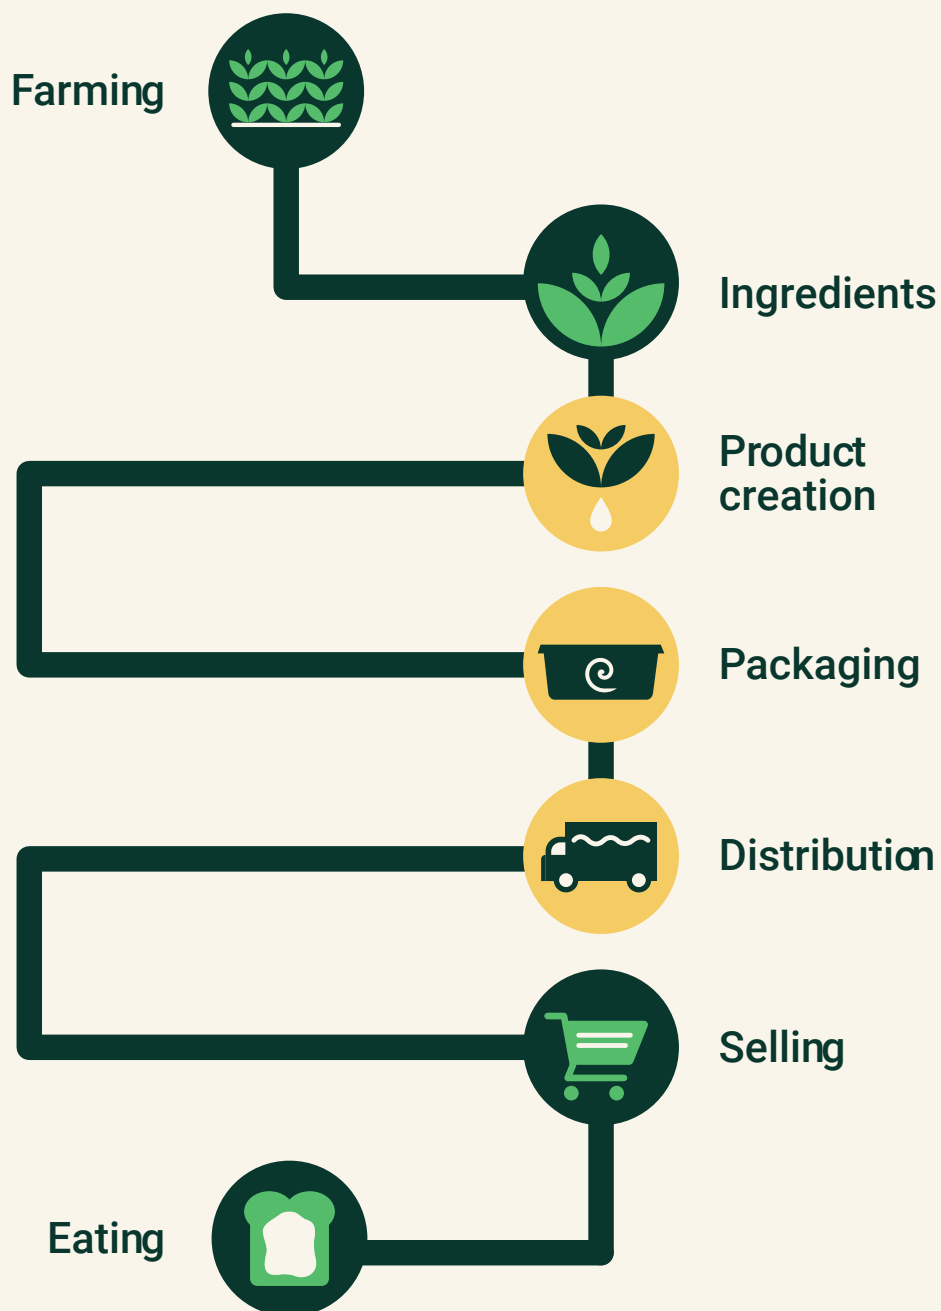 Farming
Ingredients
Product
creation
Packaging
Distribution
Selling
Eating